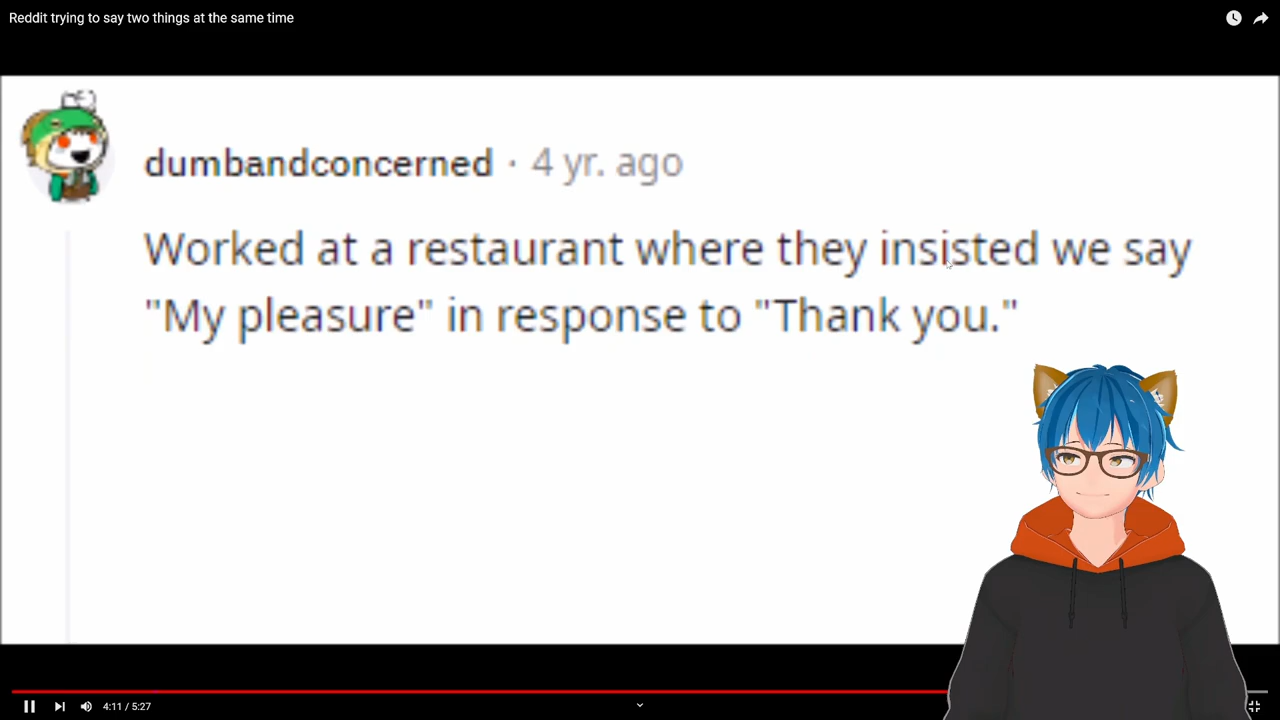 Reddit trying to say two things at the same time
dumbandconcerned · 4 yr. ago
Worked at a restaurant where they insisted we say
"My pleasure" in response to "Thank you."
4:11 / 5:27